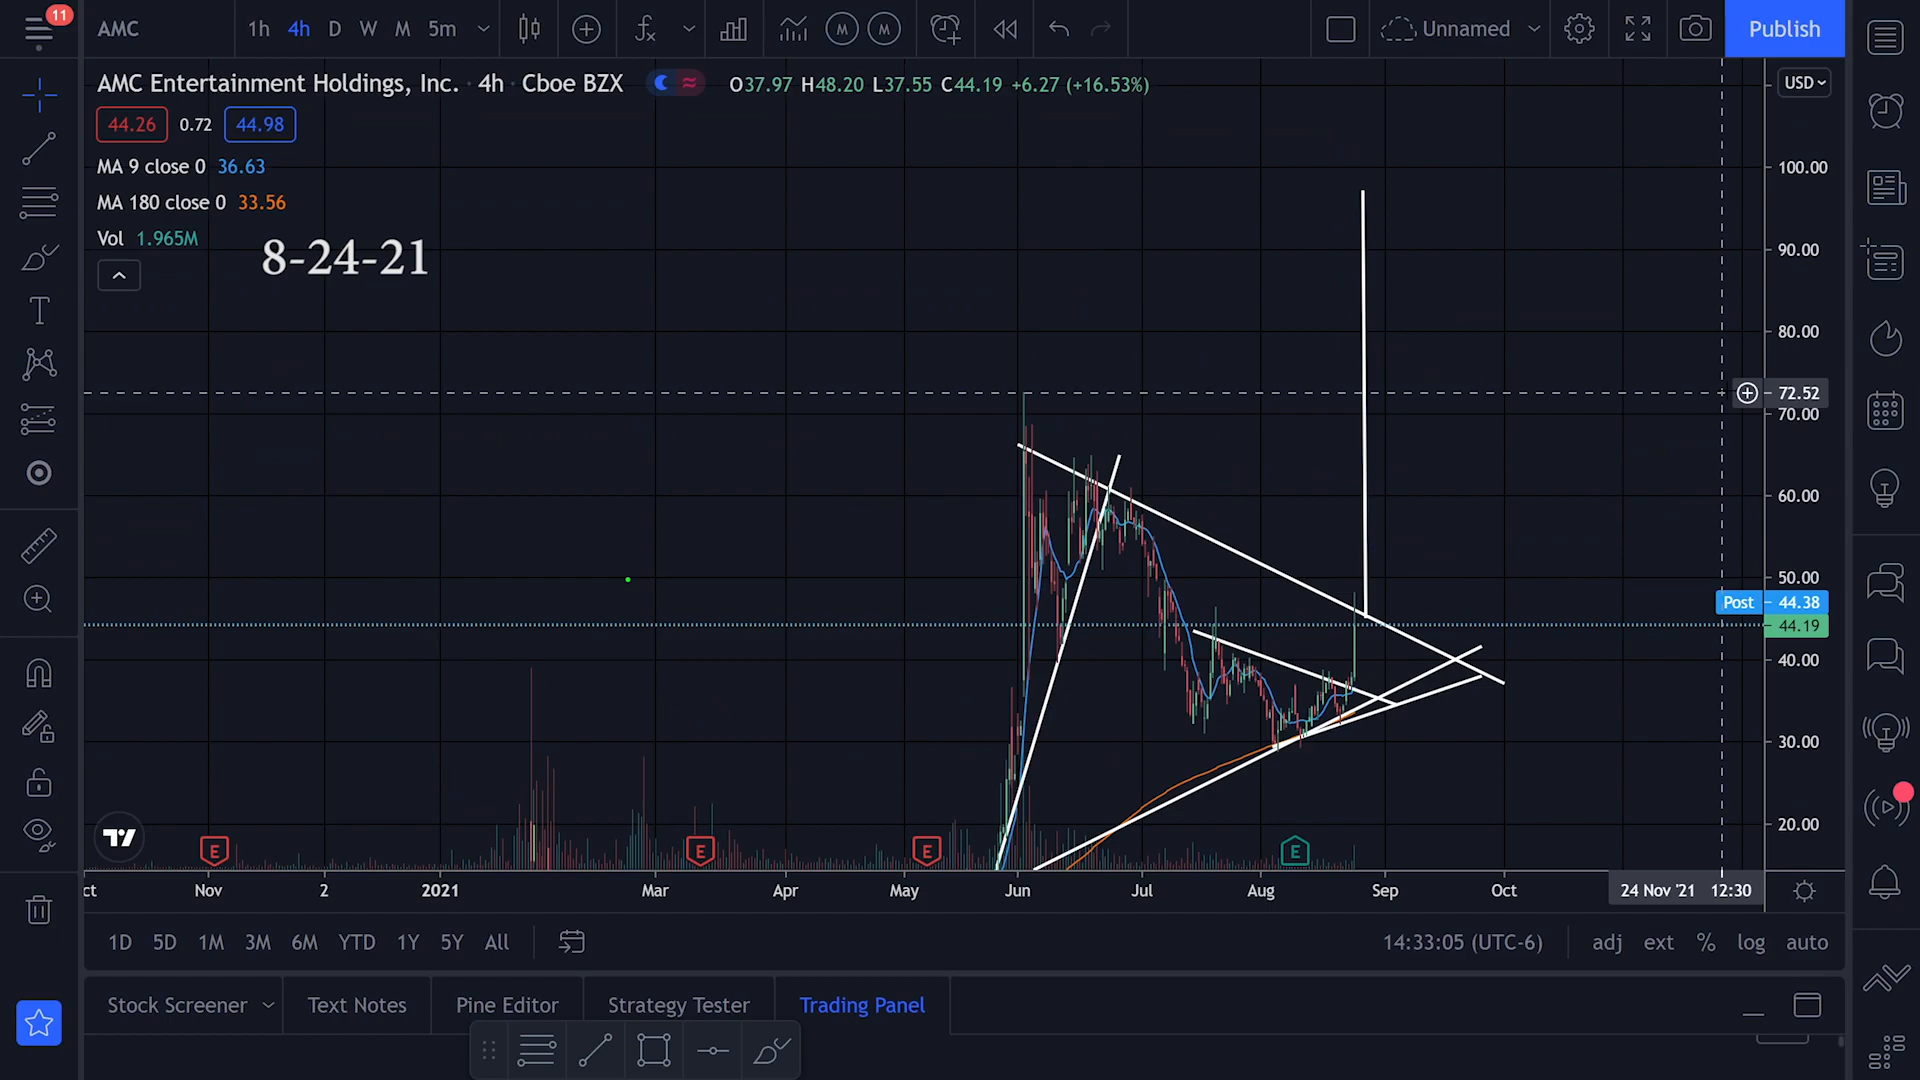 11
AMC 1h 4h D W M 5m Unnamed Publish
AMC Entertainment Holdings, Inc. · 4h · Cboe BZX O37.97 H48.20 L37.55 C44.19 +6.27 (+16.53%) USD
44.26 0.72 44.98
MA 9 close 0 36.63
MA 180 close 0 33.56
Vol 1.965M
8-24-21
100.00
90.00
80.00
72.52
70.00
60.00
50.00
Post 44.38
44.19
40.00
30.00
20.00
E E E E
ct Nov 2 2021 Mar Apr May Jun Jul Aug Sep Oct 24 Nov '21 12:30
1D 5D 1M 3M 6M YTD 1Y 5Y All 14:33:05 (UTC-6) adj ext % log auto
Stock Screener Text Notes Pine Editor Strategy Tester Trading Panel